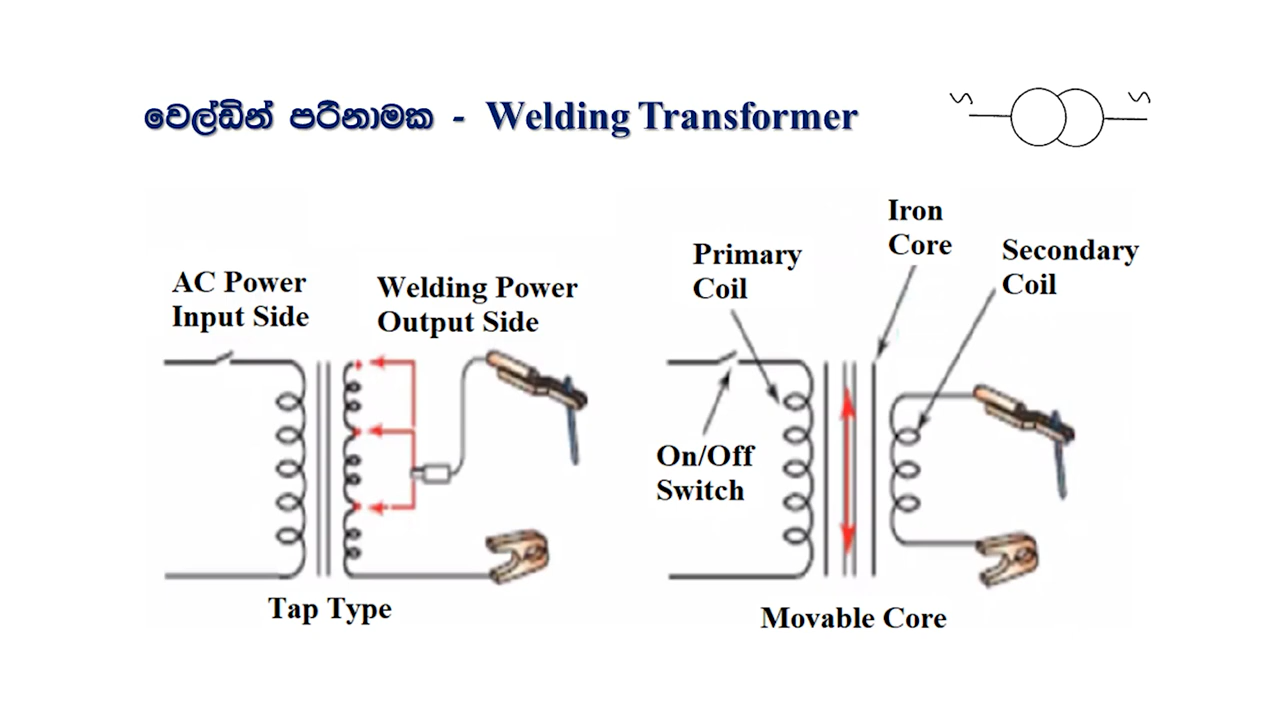 වෙල්ඩින් පරිනාමක - Welding Transformer
AC Power
Input Side
Welding Power
Output Side
Tap Type
Primary
Coil
Iron
Core
Secondary
Coil
On/Off
Switch
Movable Core